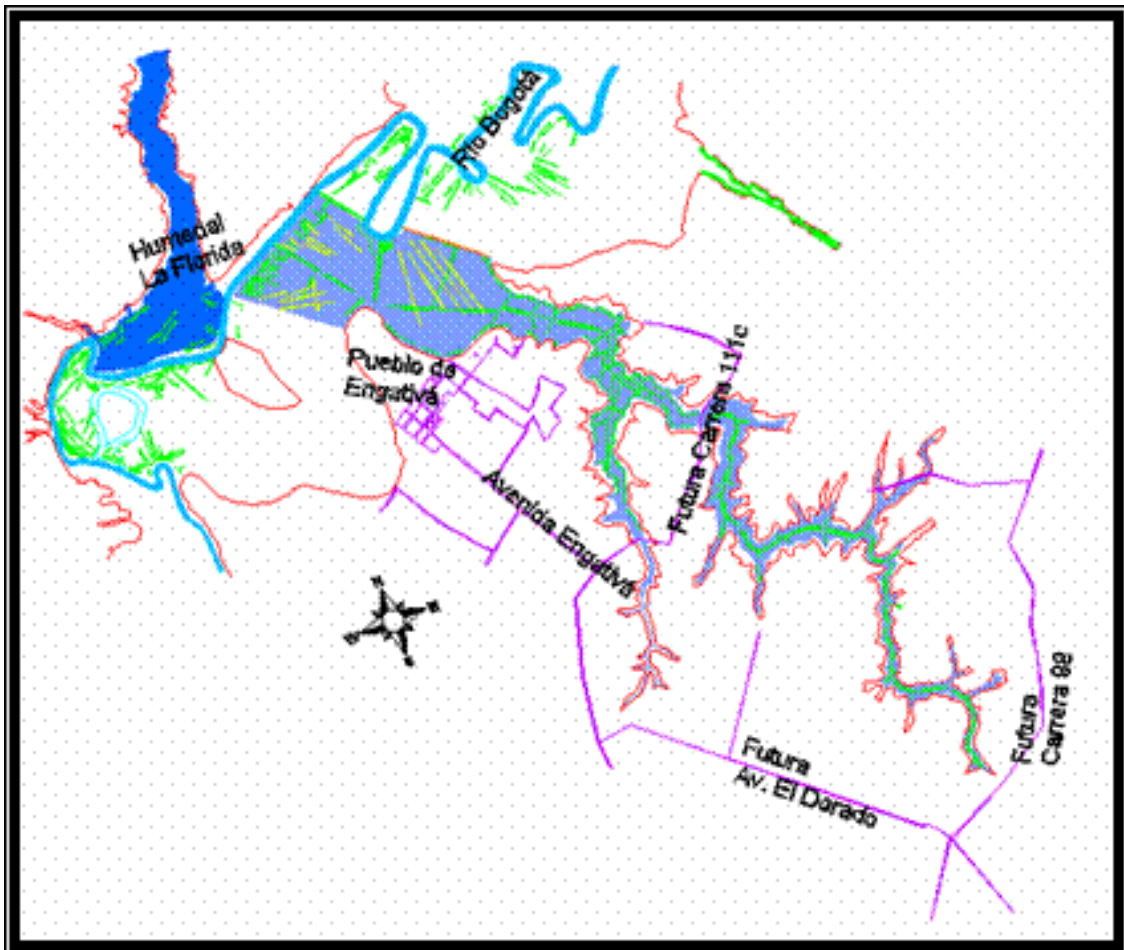 Río Bogotá
Humedal
La Florida
Pueblo de
Engativá
Futura Carrera 111c
Avenida Engativá
Futura
Carrera 98
Futura
Av. El Dorado